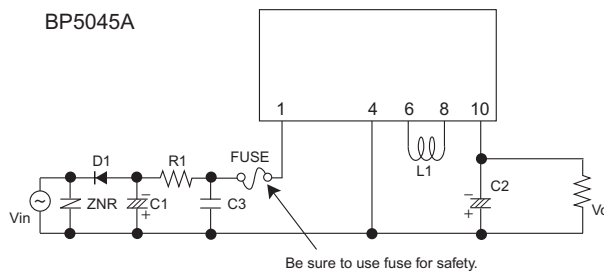 BP5045A
1 4 6 8 10
L1
D1 R1 FUSE
Vin ZNR − C1 + C3 − C2 + Vo
Be sure to use fuse for safety.